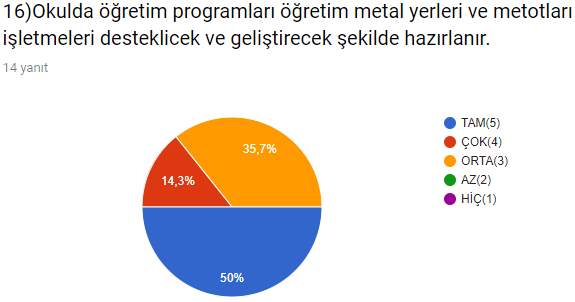 16)Okulda öğretim programları öğretim metal yerleri ve metotları
işletmeleri desteklicek ve geliştirecek şekilde hazırlanır.
14 yanıt
35,7%
14,3%
50%
TAM(5)
ÇOK(4)
ORTA(3)
AZ(2)
HİÇ(1)